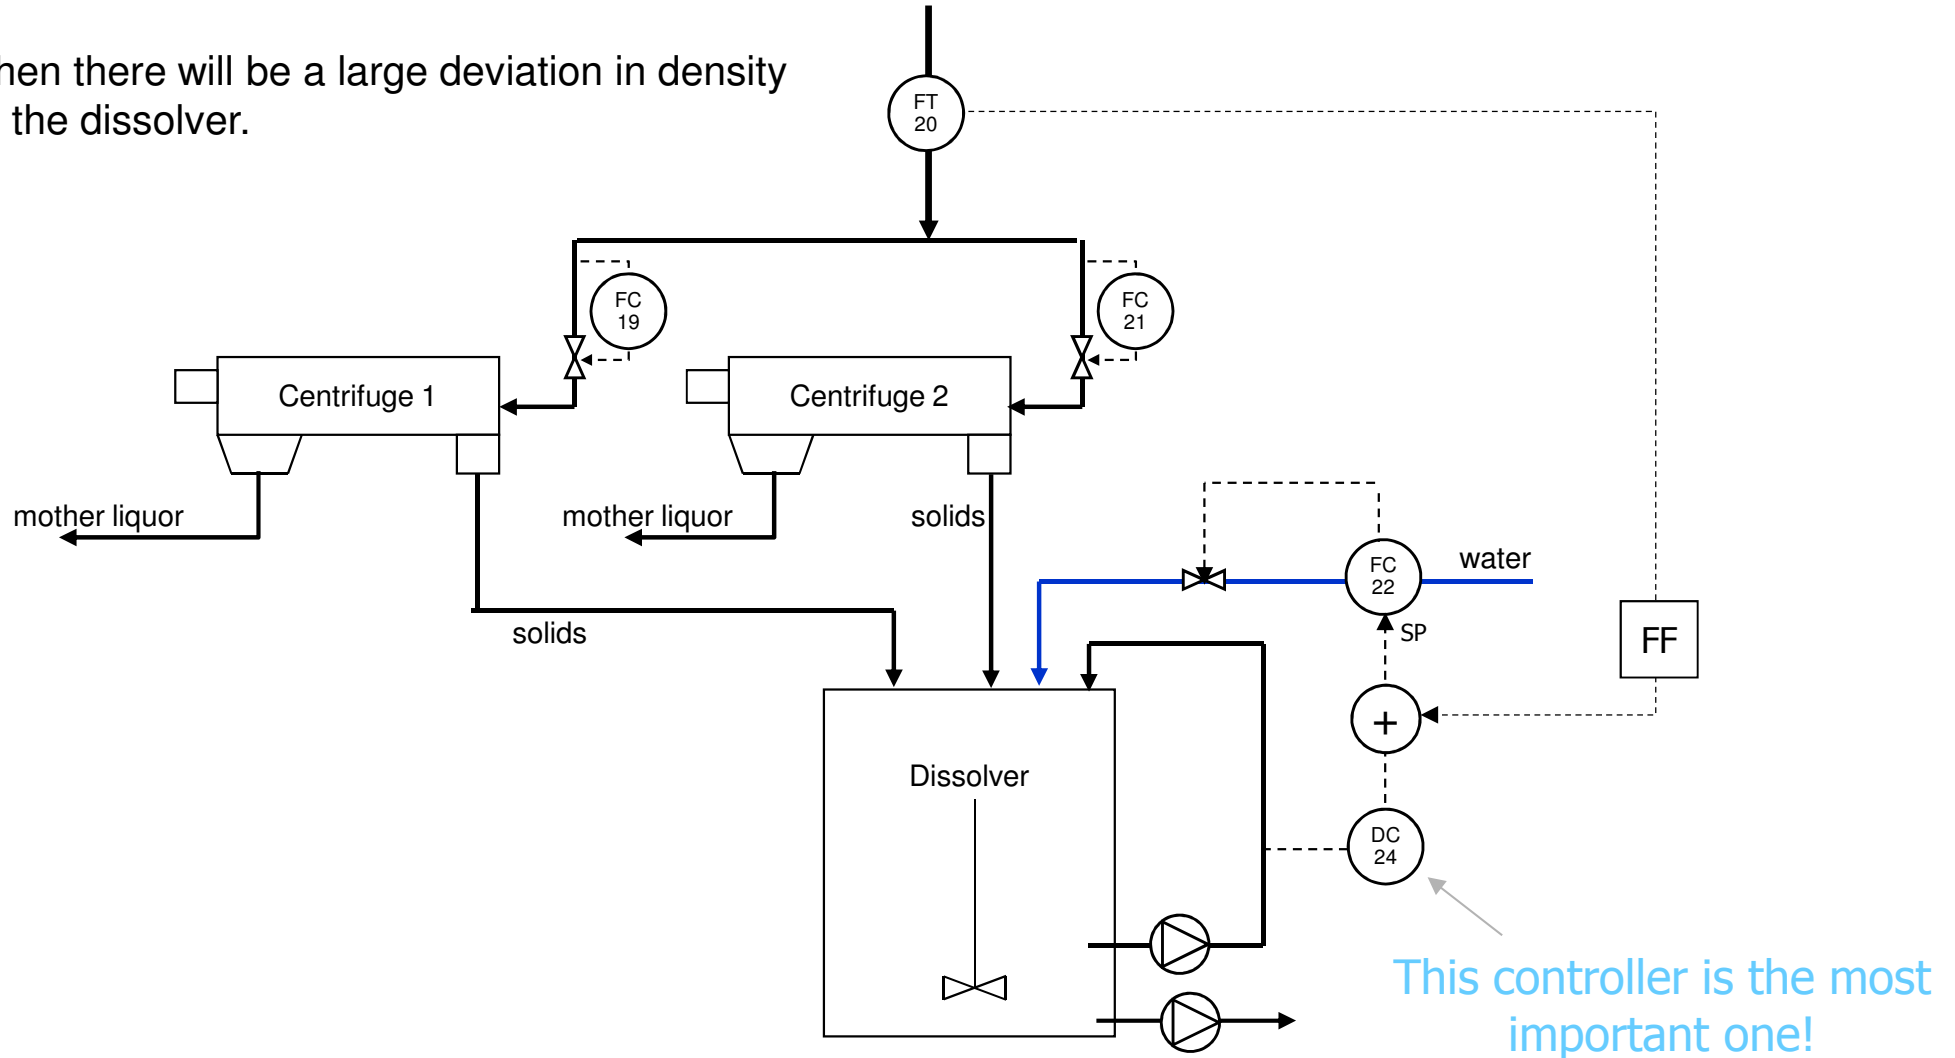 hen there will be a large deviation in density
the dissolver.
FT
20
FC
19
FC
21
Centrifuge 1
Centrifuge 2
mother liquor
mother liquor
solids
water
FC
22
SP
solids
FF
+
Dissolver
DC
24
This controller is the most
important one!